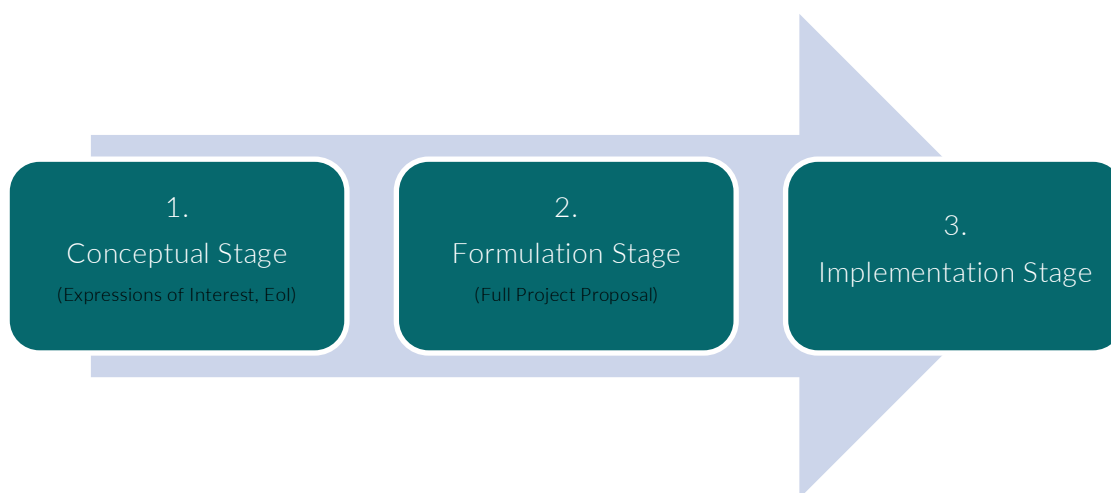 1.
Conceptual Stage
(Expressions of Interest, EoI)
2.
Formulation Stage
(Full Project Proposal)
3.
Implementation Stage